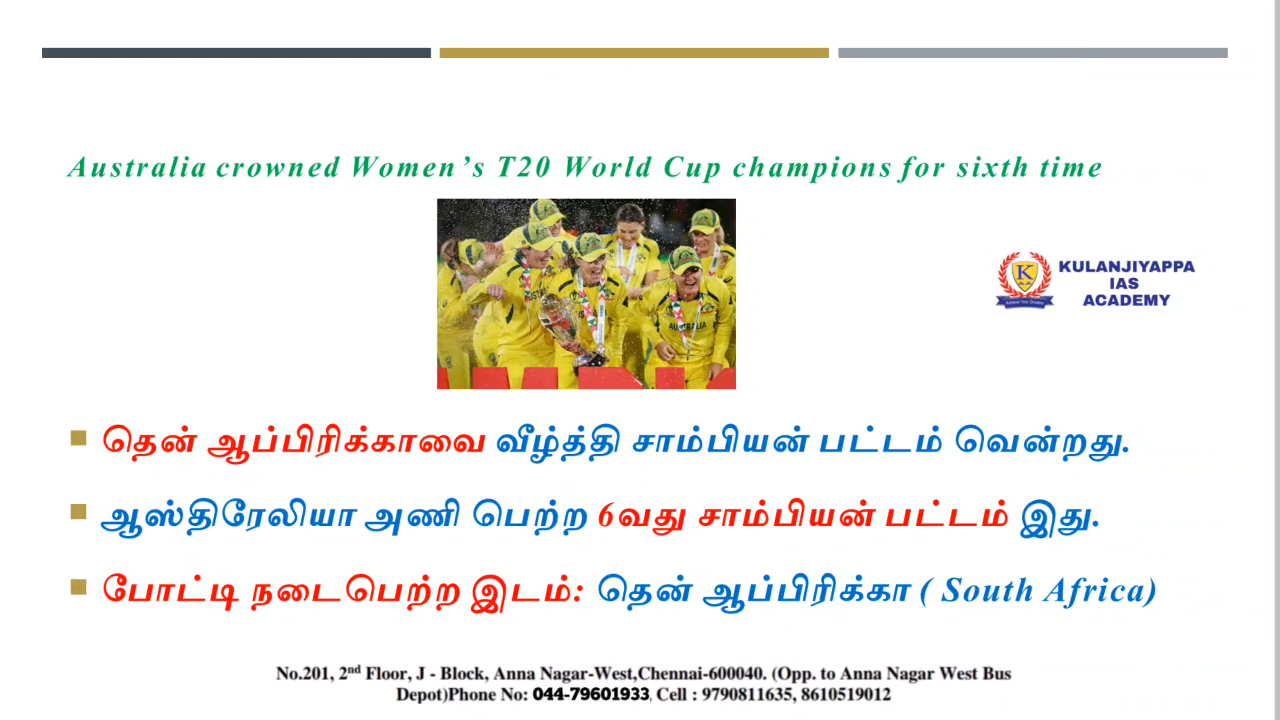 Australia crowned Women’s T20 World Cup champions for sixth time
AUSTRALIA
K
KULANJIYAPPA
IAS
ACADEMY
தென் ஆப்பிரிக்காவை வீழ்த்தி சாம்பியன் பட்டம் வென்றது.
ஆஸ்திரேலியா அணி பெற்ற 6வது சாம்பியன் பட்டம் இது.
போட்டி நடைபெற்ற இடம்: தென் ஆப்பிரிக்கா ( South Africa)
No.201, 2nd Floor, J - Block, Anna Nagar-West,Chennai-600040. (Opp. to Anna Nagar West Bus
Depot)Phone No: 044-79601933, Cell : 9790811635, 8610519012